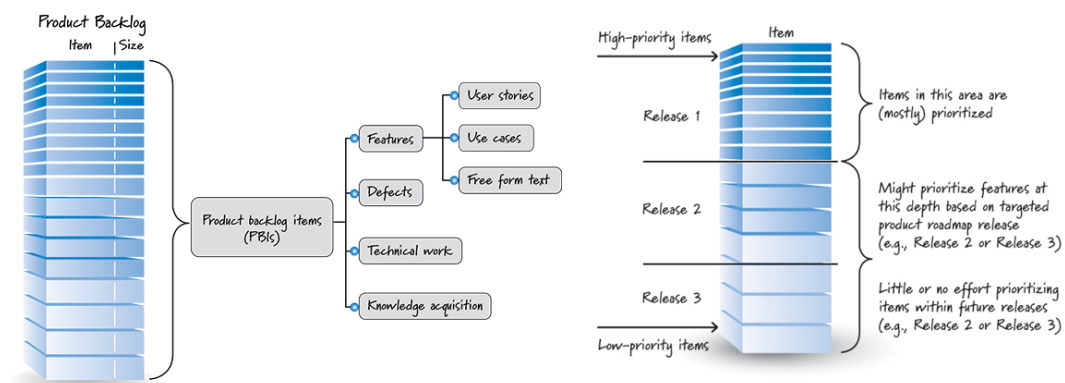 Product Backlog
Item | Size
Product backlog items
(PBIs)
Features
Defects
Technical work
Knowledge acquisition
User stories
Use cases
Free form text
High-priority items
Item
Release 1
Release 2
Release 3
Low-priority items
Items in this area are
(mostly) prioritized
Might prioritize features at
this depth based on targeted
product roadmap release
(e.g., Release 2 or Release 3)
Little or no effort prioritizing
items within future releases
(e.g., Release 2 or Release 3)